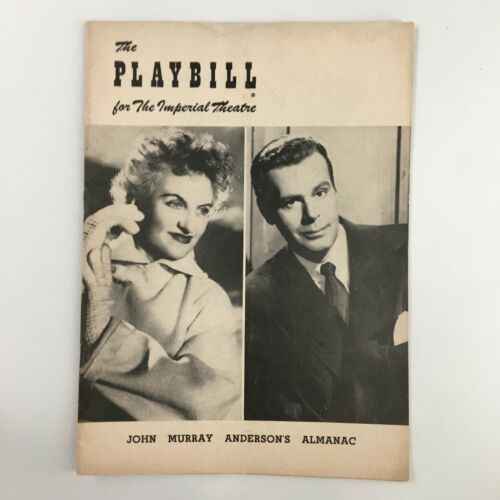 The
PLAYBILL
®
for The Imperial Theatre
JOHN MURRAY ANDERSON'S ALMANAC